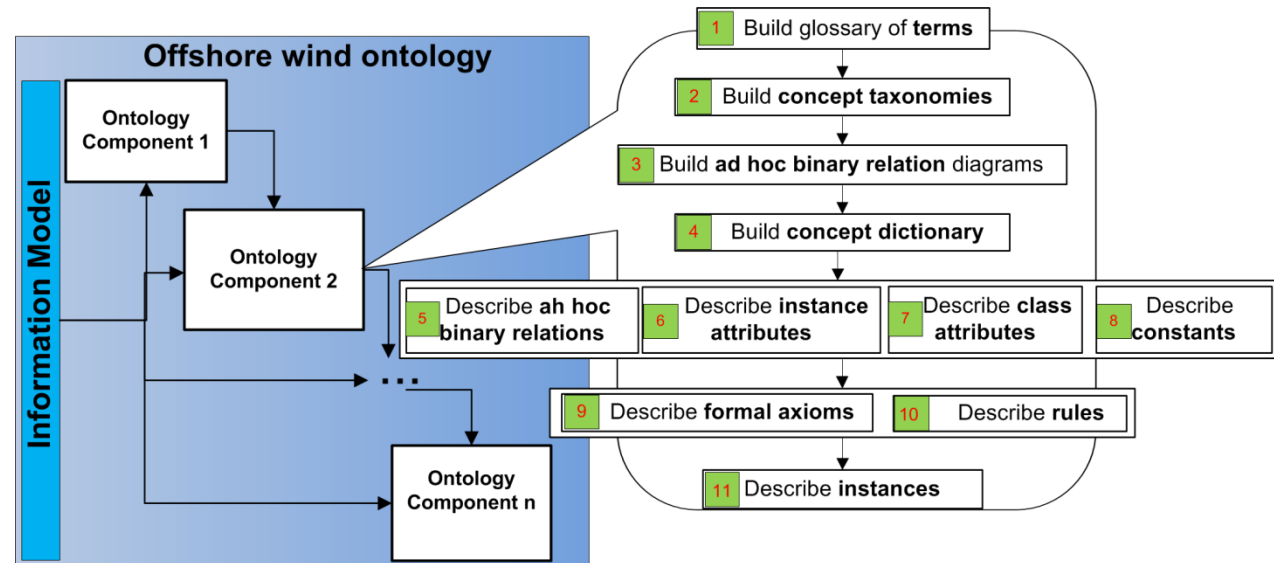 Offshore wind ontology
Information Model
Ontology
Component 1
Ontology
Component 2
...
Ontology
Component n
1 Build glossary of terms
2 Build concept taxonomies
3 Build ad hoc binary relation diagrams
4 Build concept dictionary
5 Describe ah hoc
binary relations
6 Describe instance
attributes
7 Describe class
attributes
8 Describe
constants
9 Describe formal axioms
10 Describe rules
11 Describe instances